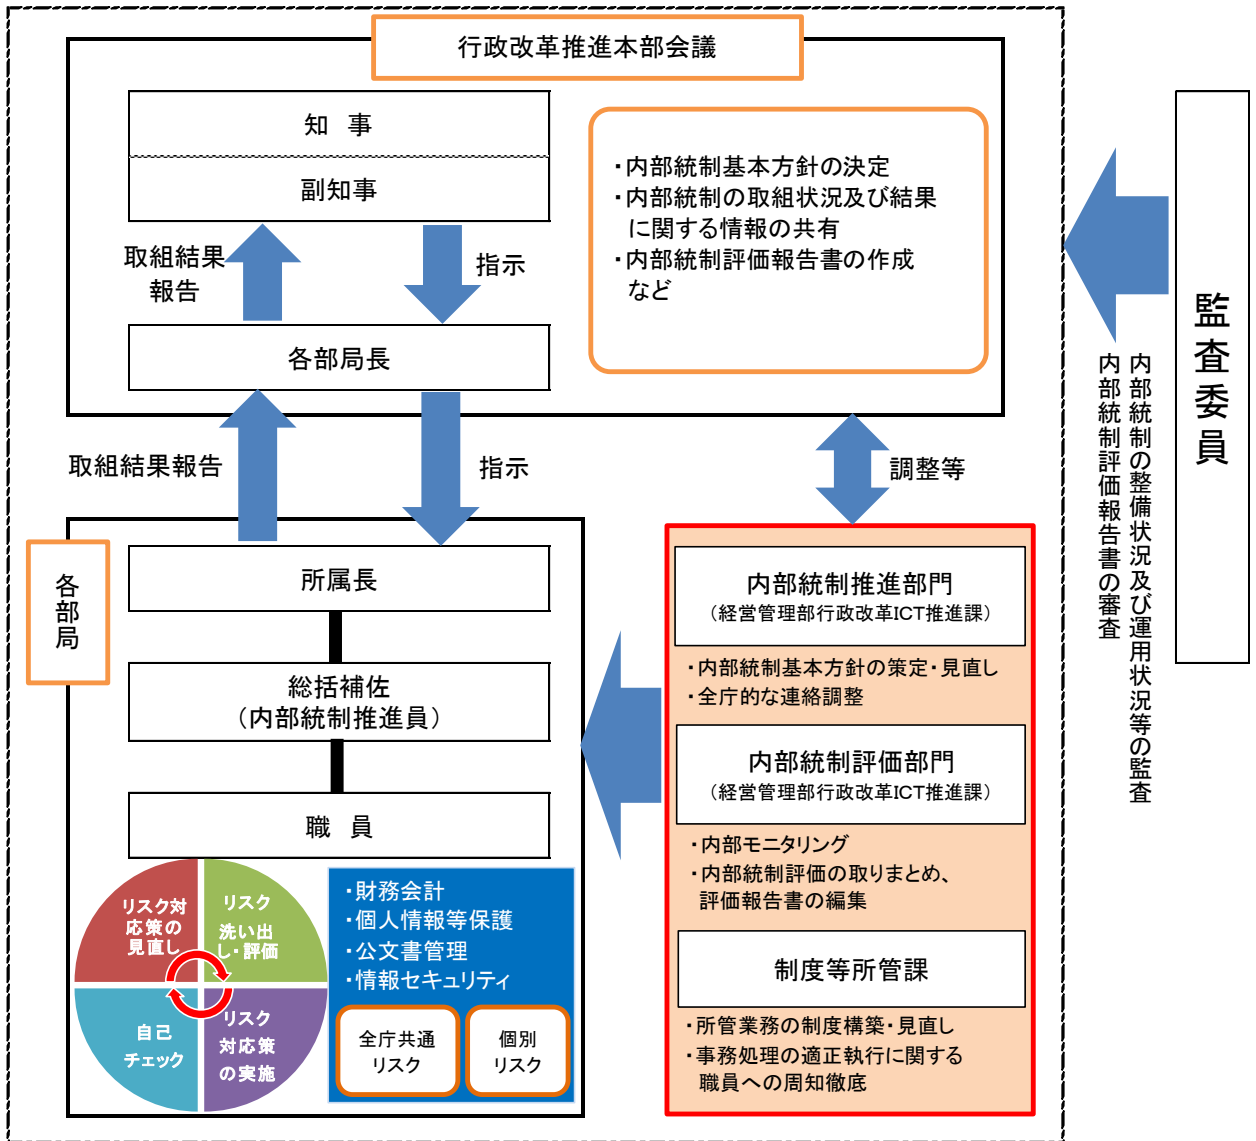 行政改革推進本部会議
知　事
副知事
取組結果
報告
指示
各部局長
・内部統制基本方針の決定
・内部統制の取組状況及び結果
に関する情報の共有
・内部統制評価報告書の作成
など
監査委員
内部統制の整備状況及び運用状況等の監査
内部統制評価報告書の審査
取組結果報告
指示
調整等
各部局
所属長
総括補佐
（内部統制推進員）
職　員
リスク対
応策の
見直し
リスク
洗い出
し・評価
自己
チェック
リスク
対応策
の実施
・財務会計
・個人情報等保護
・公文書管理
・情報セキュリティ
全庁共通
リスク
個別
リスク
内部統制推進部門
（経営管理部行政改革ICT推進課）
・内部統制基本方針の策定・見直し
・全庁的な連絡調整
内部統制評価部門
（経営管理部行政改革ICT推進課）
・内部モニタリング
・内部統制評価の取りまとめ、
評価報告書の編集
制度等所管課
・所管業務の制度構築・見直し
・事務処理の適正執行に関する
職員への周知徹底